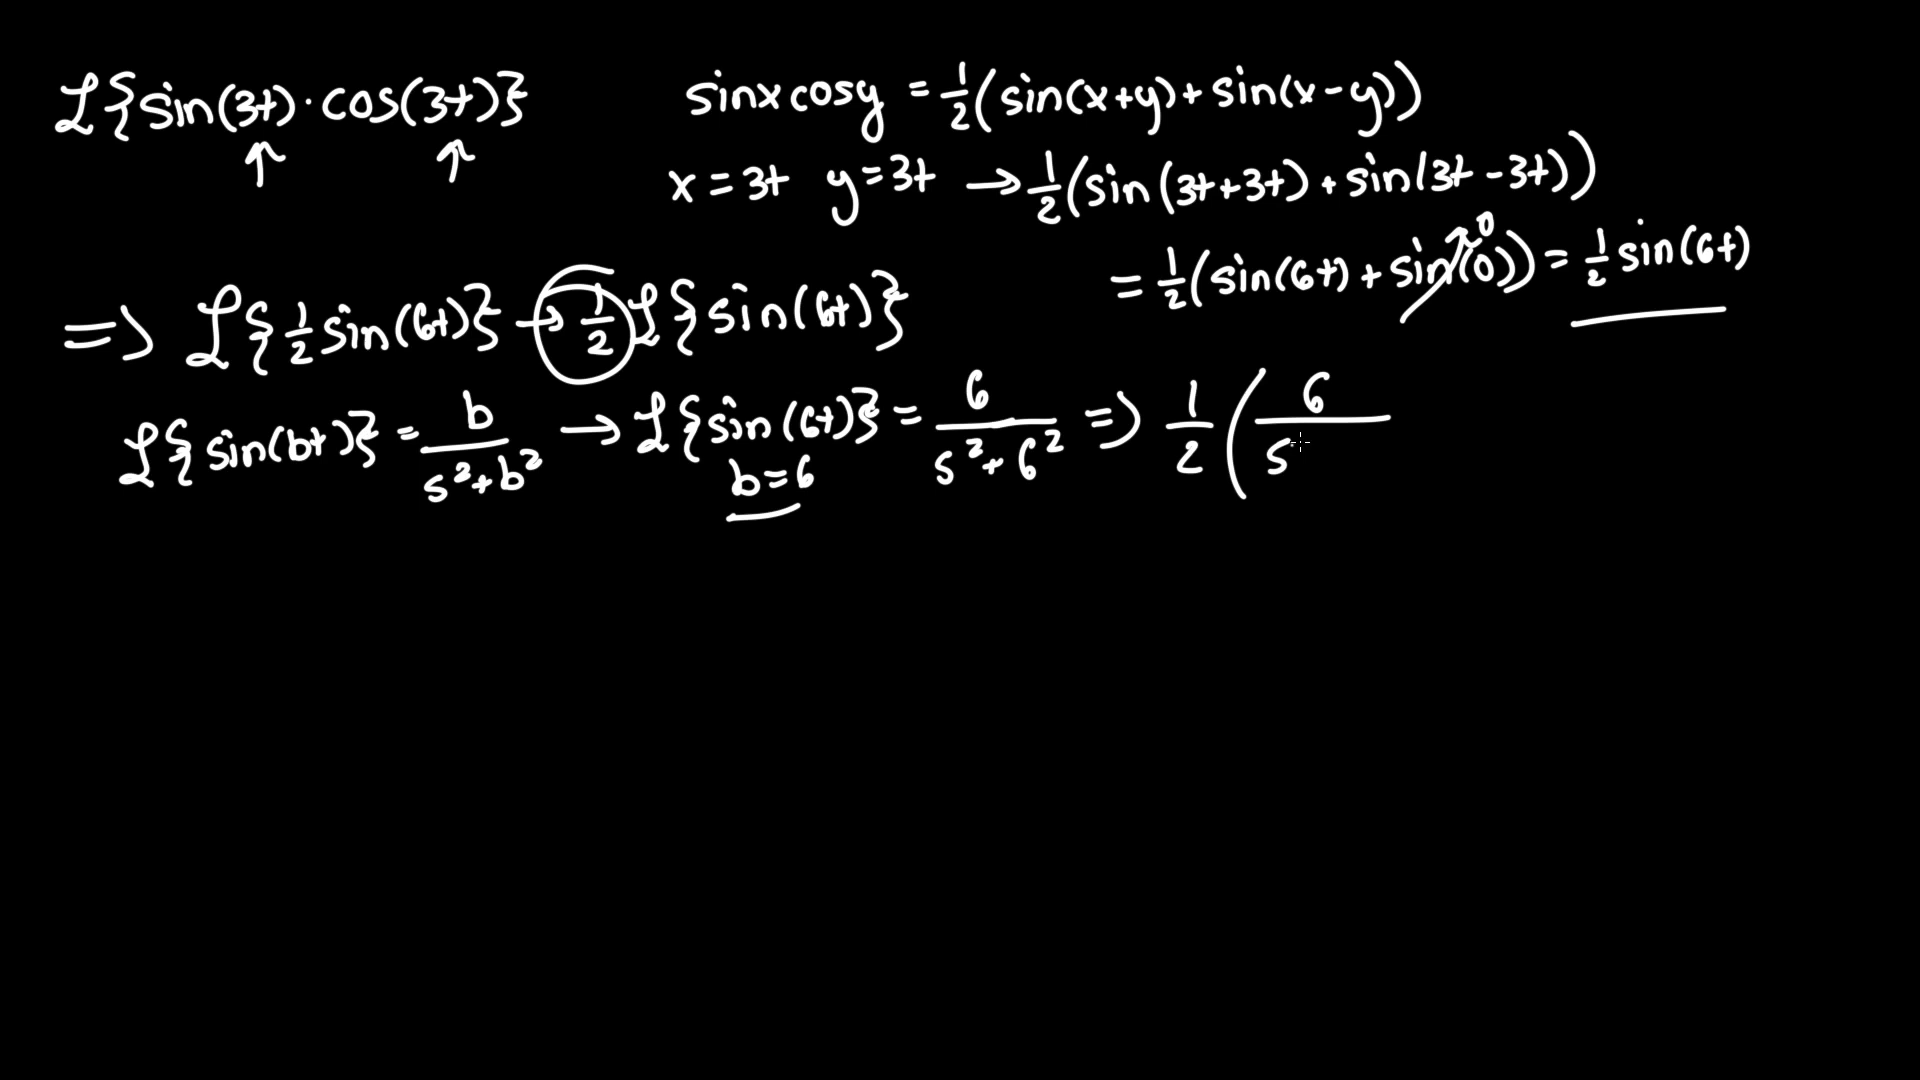 ℒ{sin(3t)·cos(3t)}
↑ ↑
sinxcosy = 1/2(sin(x+y)+sin(x-y))
x=3t y=3t → 1/2(sin(3t+3t)+sin(3t-3t))
= 1/2(sin(6t)+sin(0))→0 = 1/2 sin(6t)
=> ℒ{1/2 sin(6t)} → 1/2 ℒ{sin(6t)}
ℒ{sin(bt)} = b/(s²+b²) → ℒ{sin(6t)} = 6/(s²+6²) => 1/2 (6/s
b=6